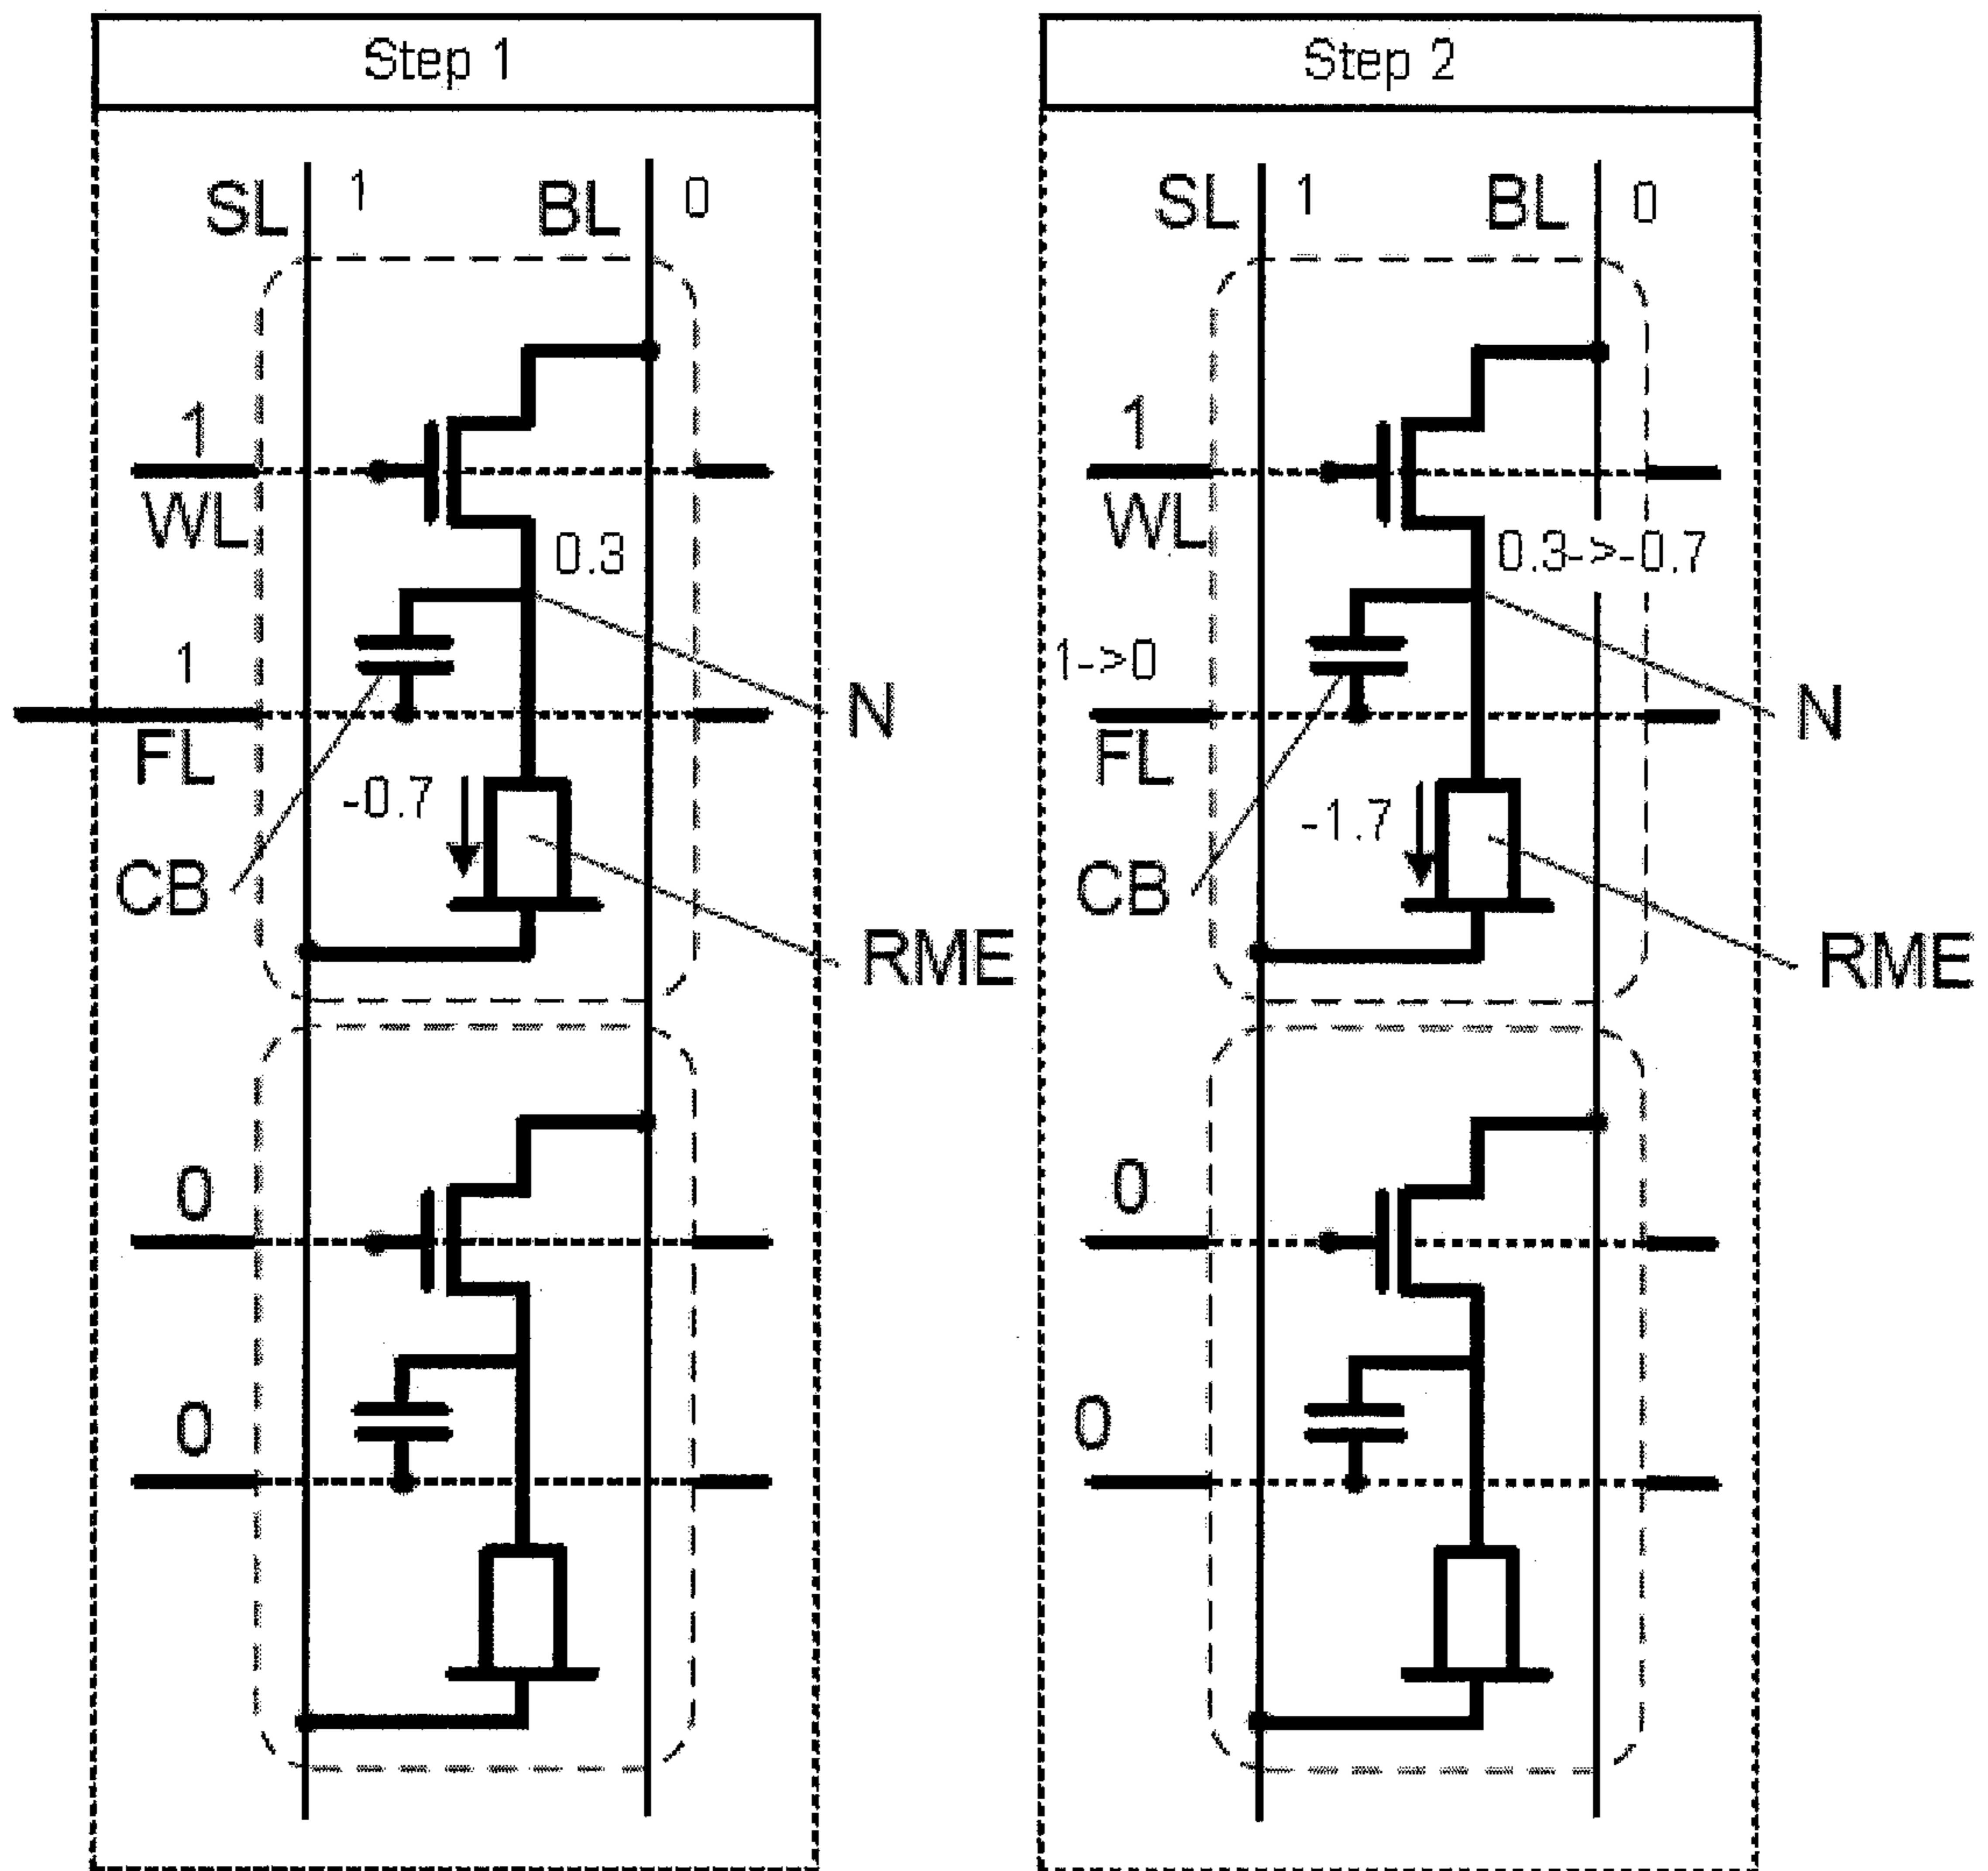 Step 1
SL 1 BL 0
1
WL
0.3
1
FL
N
-0.7
CB
RME
0
0
Step 2
SL 1 BL 0
1
WL
0.3->-0.7
1->0
FL
N
-1.7
CB
RME
0
0